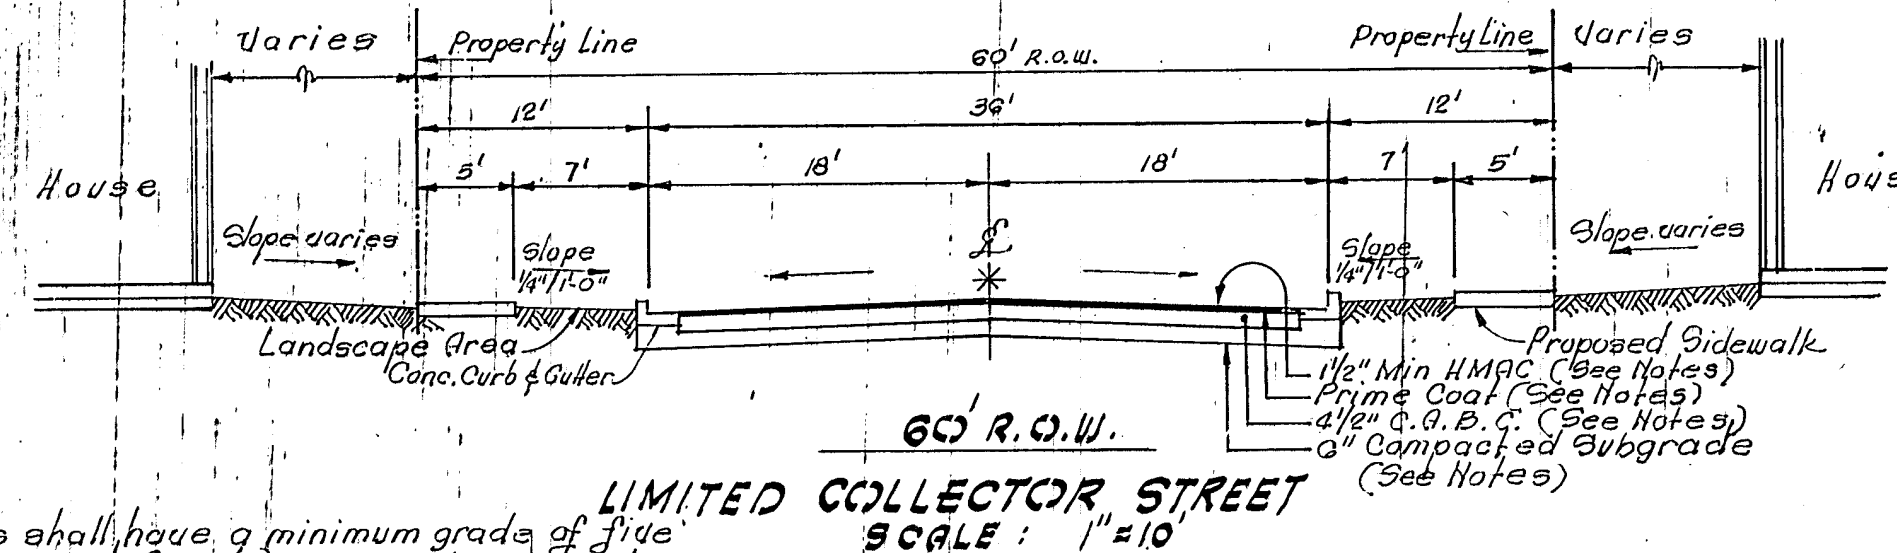 Varies
Property Line
60' R.O.W.
Property Line
Varies
12'
36'
12'
5'
7'
18'
18'
7'
5'
House
Slope varies
Slope
1/4"/1'-0"
Slope
1/4"/1'-0"
Slope varies
Landscape Area
Conc. Curb & Gutter
Proposed Sidewalk
1 1/2" Min HMAC (See Notes)
Prime Coat (See Notes)
4 1/2" C.A.B.C. (See Notes)
6" Compacted Subgrade
(See Notes)
60' R.O.W.
LIMITED COLLECTOR STREET
SCALE : 1"=10'
shall have a minimum grade of five